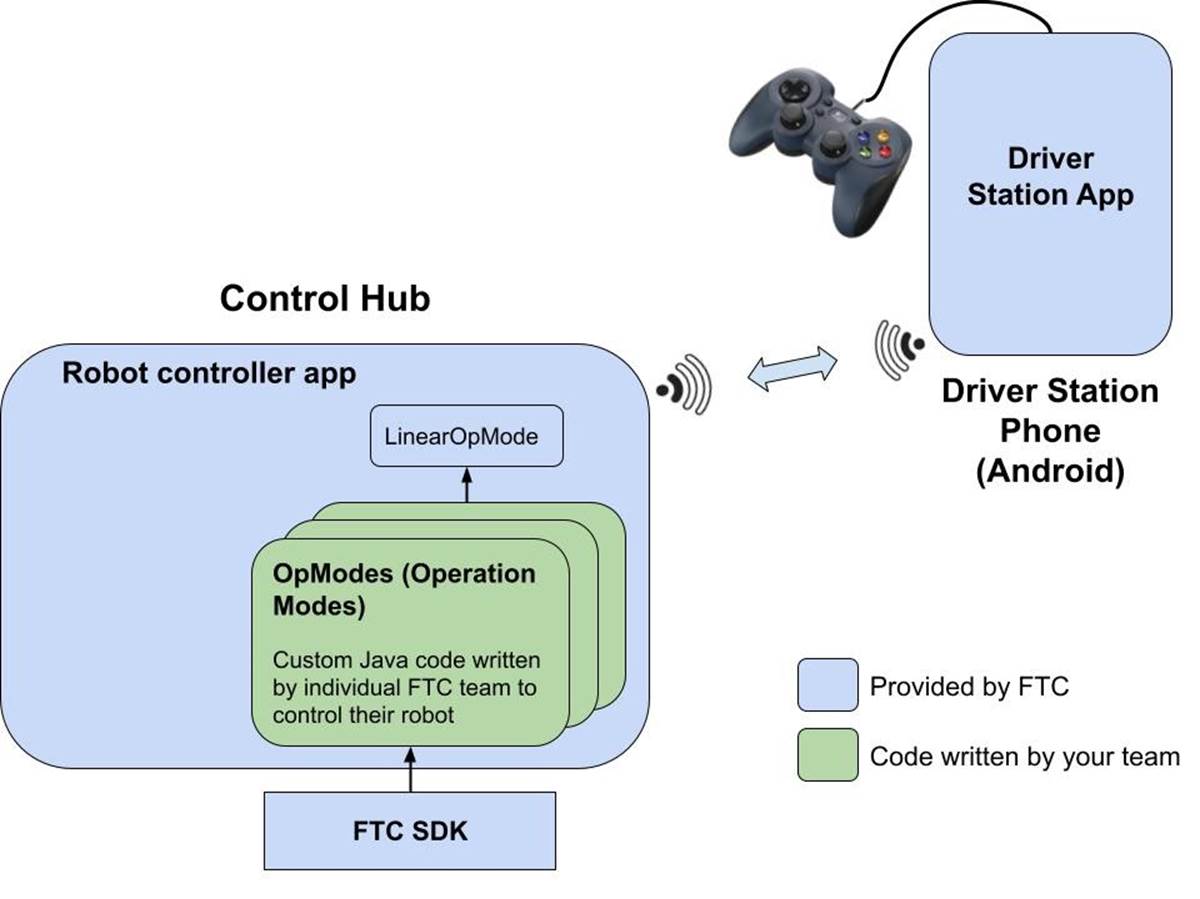 Driver
Station App
Control Hub
Robot controller app
LinearOpMode
Driver Station
Phone
(Android)
OpModes (Operation
Modes)
Custom Java code written
by individual FTC team to
control their robot
Provided by FTC
Code written by your team
FTC SDK